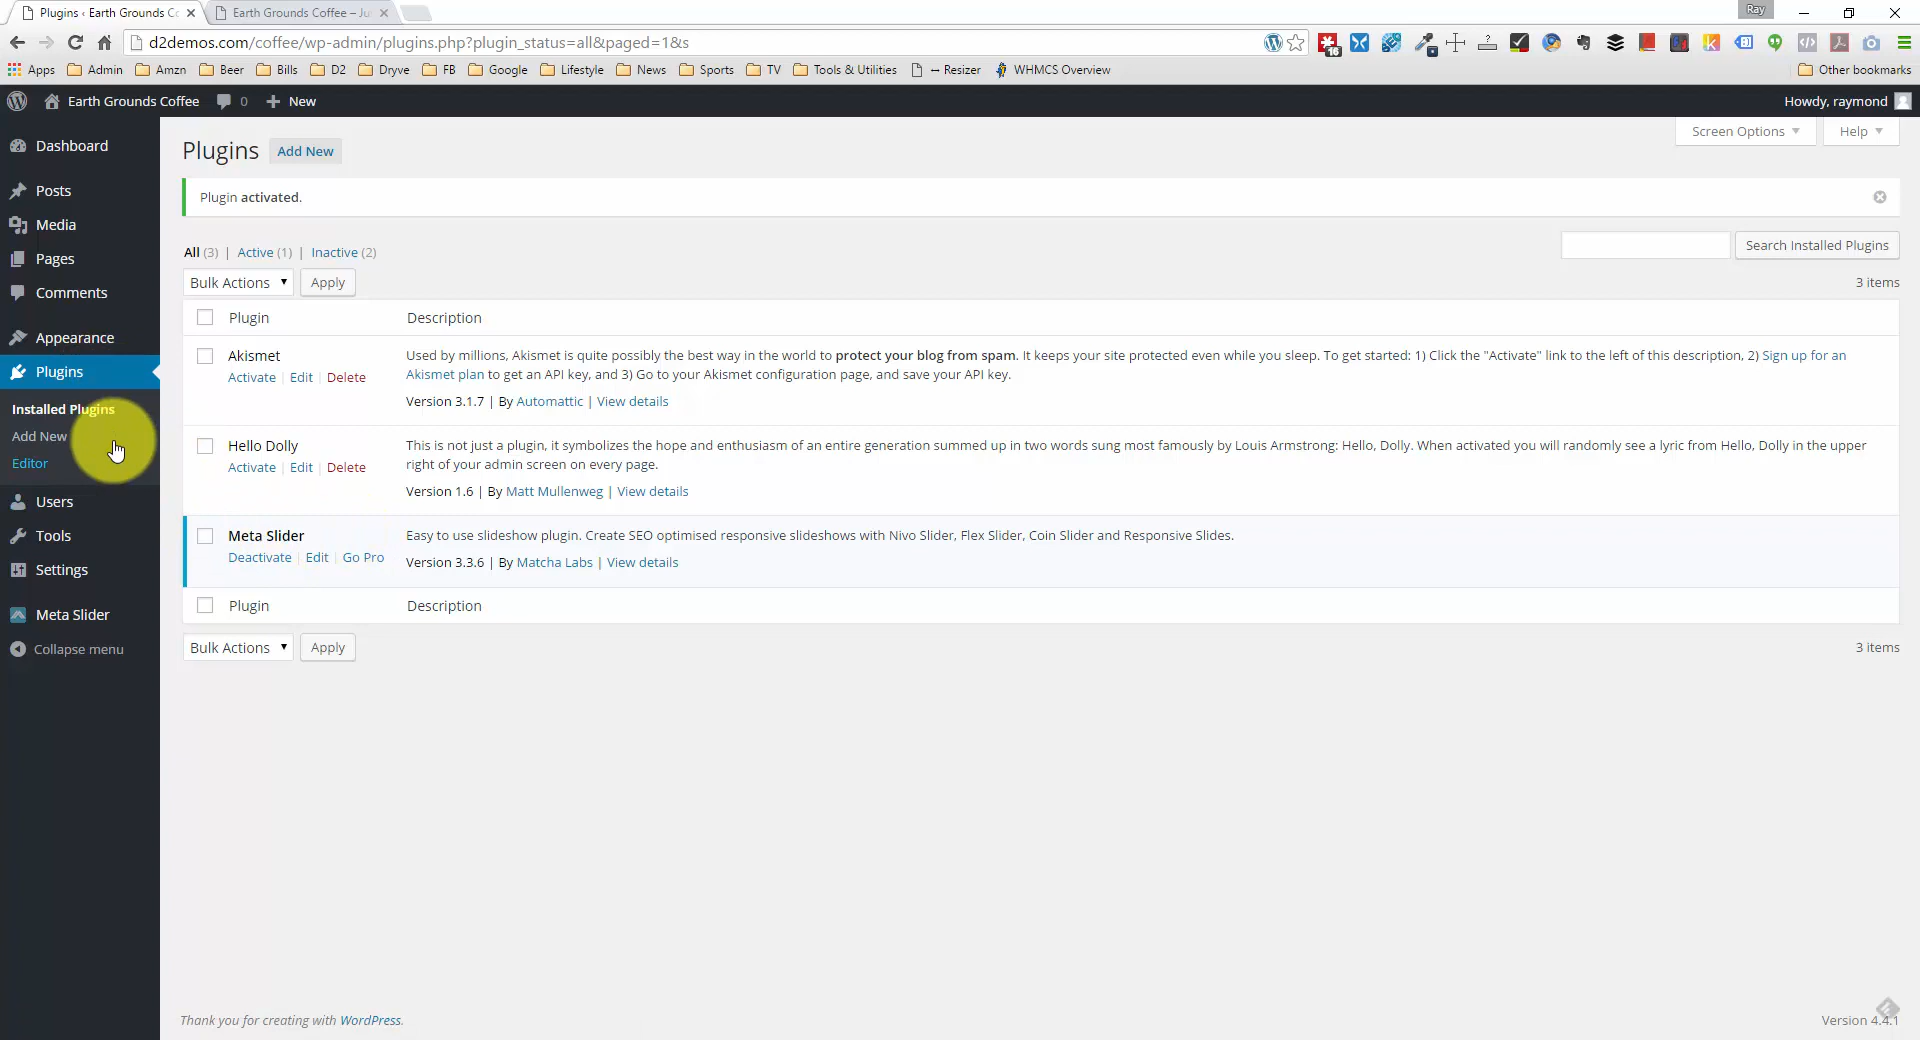 Plugins ‹ Earth Grounds Co
Earth Grounds Coffee – Ju
Ray
d2demos.com/coffee/wp-admin/plugins.php?plugin_status=all&paged=1&s
16
Apps
Admin
Amzn
Beer
Bills
D2
Dryve
FB
Google
Lifestyle
News
Sports
TV
Tools & Utilities
↔ Resizer
WHMCS Overview
Other bookmarks
Earth Grounds Coffee
0
New
Howdy, raymond
Dashboard
Posts
Media
Pages
Comments
Appearance
Plugins
Installed Plugins
Add New
Editor
Users
Tools
Settings
Meta Slider
Collapse menu
Screen Options
Help
Plugins Add New
Plugin activated.
All (3) | Active (1) | Inactive (2)
Search Installed Plugins
Bulk Actions Apply
3 items
Plugin Description
Akismet
Activate | Edit | Delete
Used by millions, Akismet is quite possibly the best way in the world to protect your blog from spam. It keeps your site protected even while you sleep. To get started: 1) Click the "Activate" link to the left of this description, 2) Sign up for an
Akismet plan to get an API key, and 3) Go to your Akismet configuration page, and save your API key.
Version 3.1.7 | By Automattic | View details
Hello Dolly
Activate | Edit | Delete
This is not just a plugin, it symbolizes the hope and enthusiasm of an entire generation summed up in two words sung most famously by Louis Armstrong: Hello, Dolly. When activated you will randomly see a lyric from Hello, Dolly in the upper
right of your admin screen on every page.
Version 1.6 | By Matt Mullenweg | View details
Meta Slider
Deactivate | Edit | Go Pro
Easy to use slideshow plugin. Create SEO optimised responsive slideshows with Nivo Slider, Flex Slider, Coin Slider and Responsive Slides.
Version 3.3.6 | By Matcha Labs | View details
Plugin Description
Bulk Actions Apply
3 items
Thank you for creating with WordPress.
Version 4.4.1